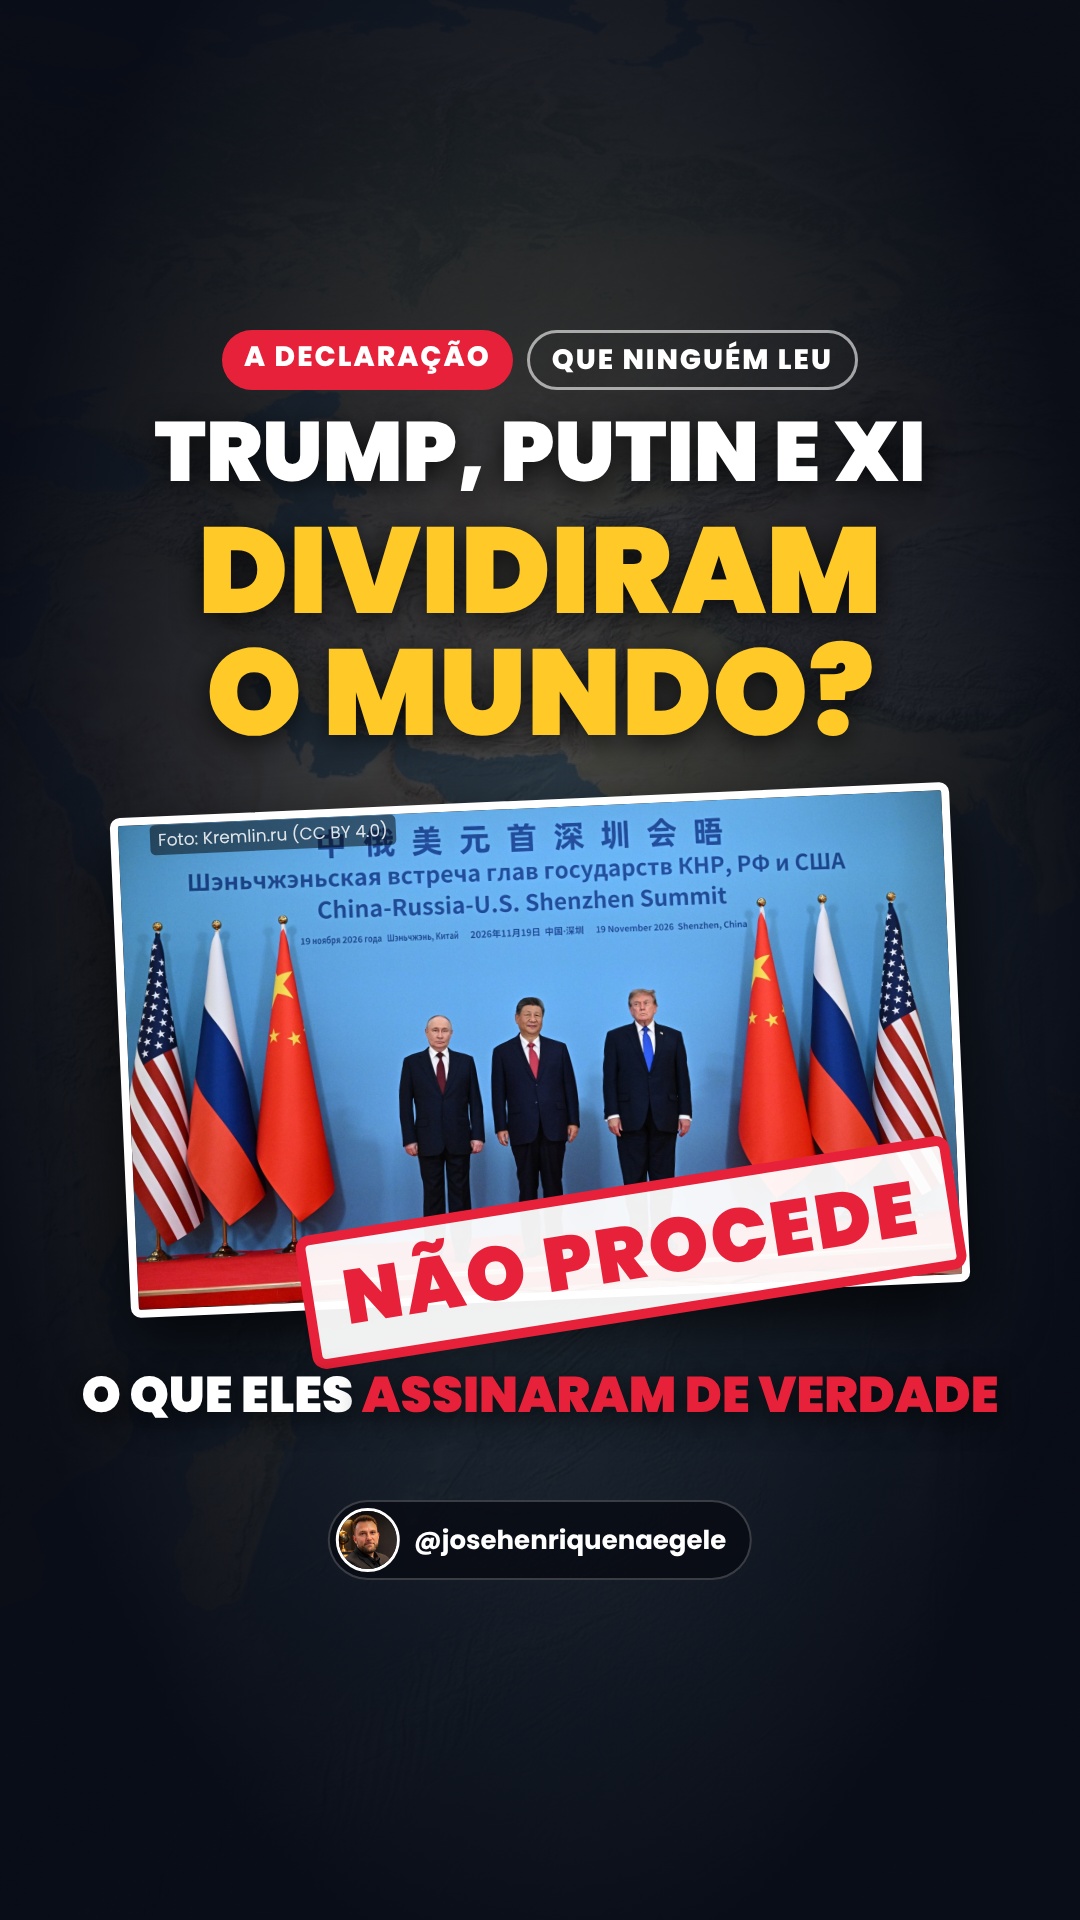 A DECLARAÇÃO
QUE NINGUÉM LEU
TRUMP, PUTIN E XI
DIVIDIRAM
O MUNDO?
Foto: Kremlin.ru (CC BY 4.0)
中俄美元首深圳会晤
Шэньчжэньская встреча глав государств КНР, РФ и США
China-Russia-U.S. Shenzhen Summit
19 ноября 2026 года Шэньчжэнь, Китай 2026年11月19日 中国·深圳 19 November 2026 Shenzhen, China
NÃO PROCEDE
O QUE ELES ASSINARAM DE VERDADE
@josehenriquenaegele